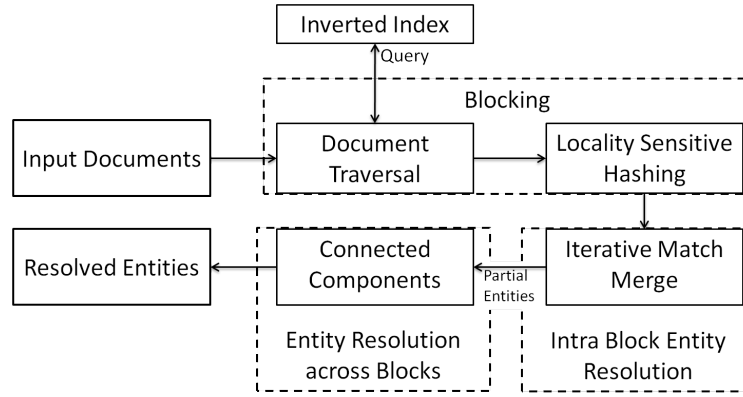 Inverted Index
Query
Blocking
Input Documents
Document
Traversal
Locality Sensitive
Hashing
Resolved Entities
Connected
Components
Partial
Entities
Iterative Match
Merge
Entity Resolution
across Blocks
Intra Block Entity
Resolution